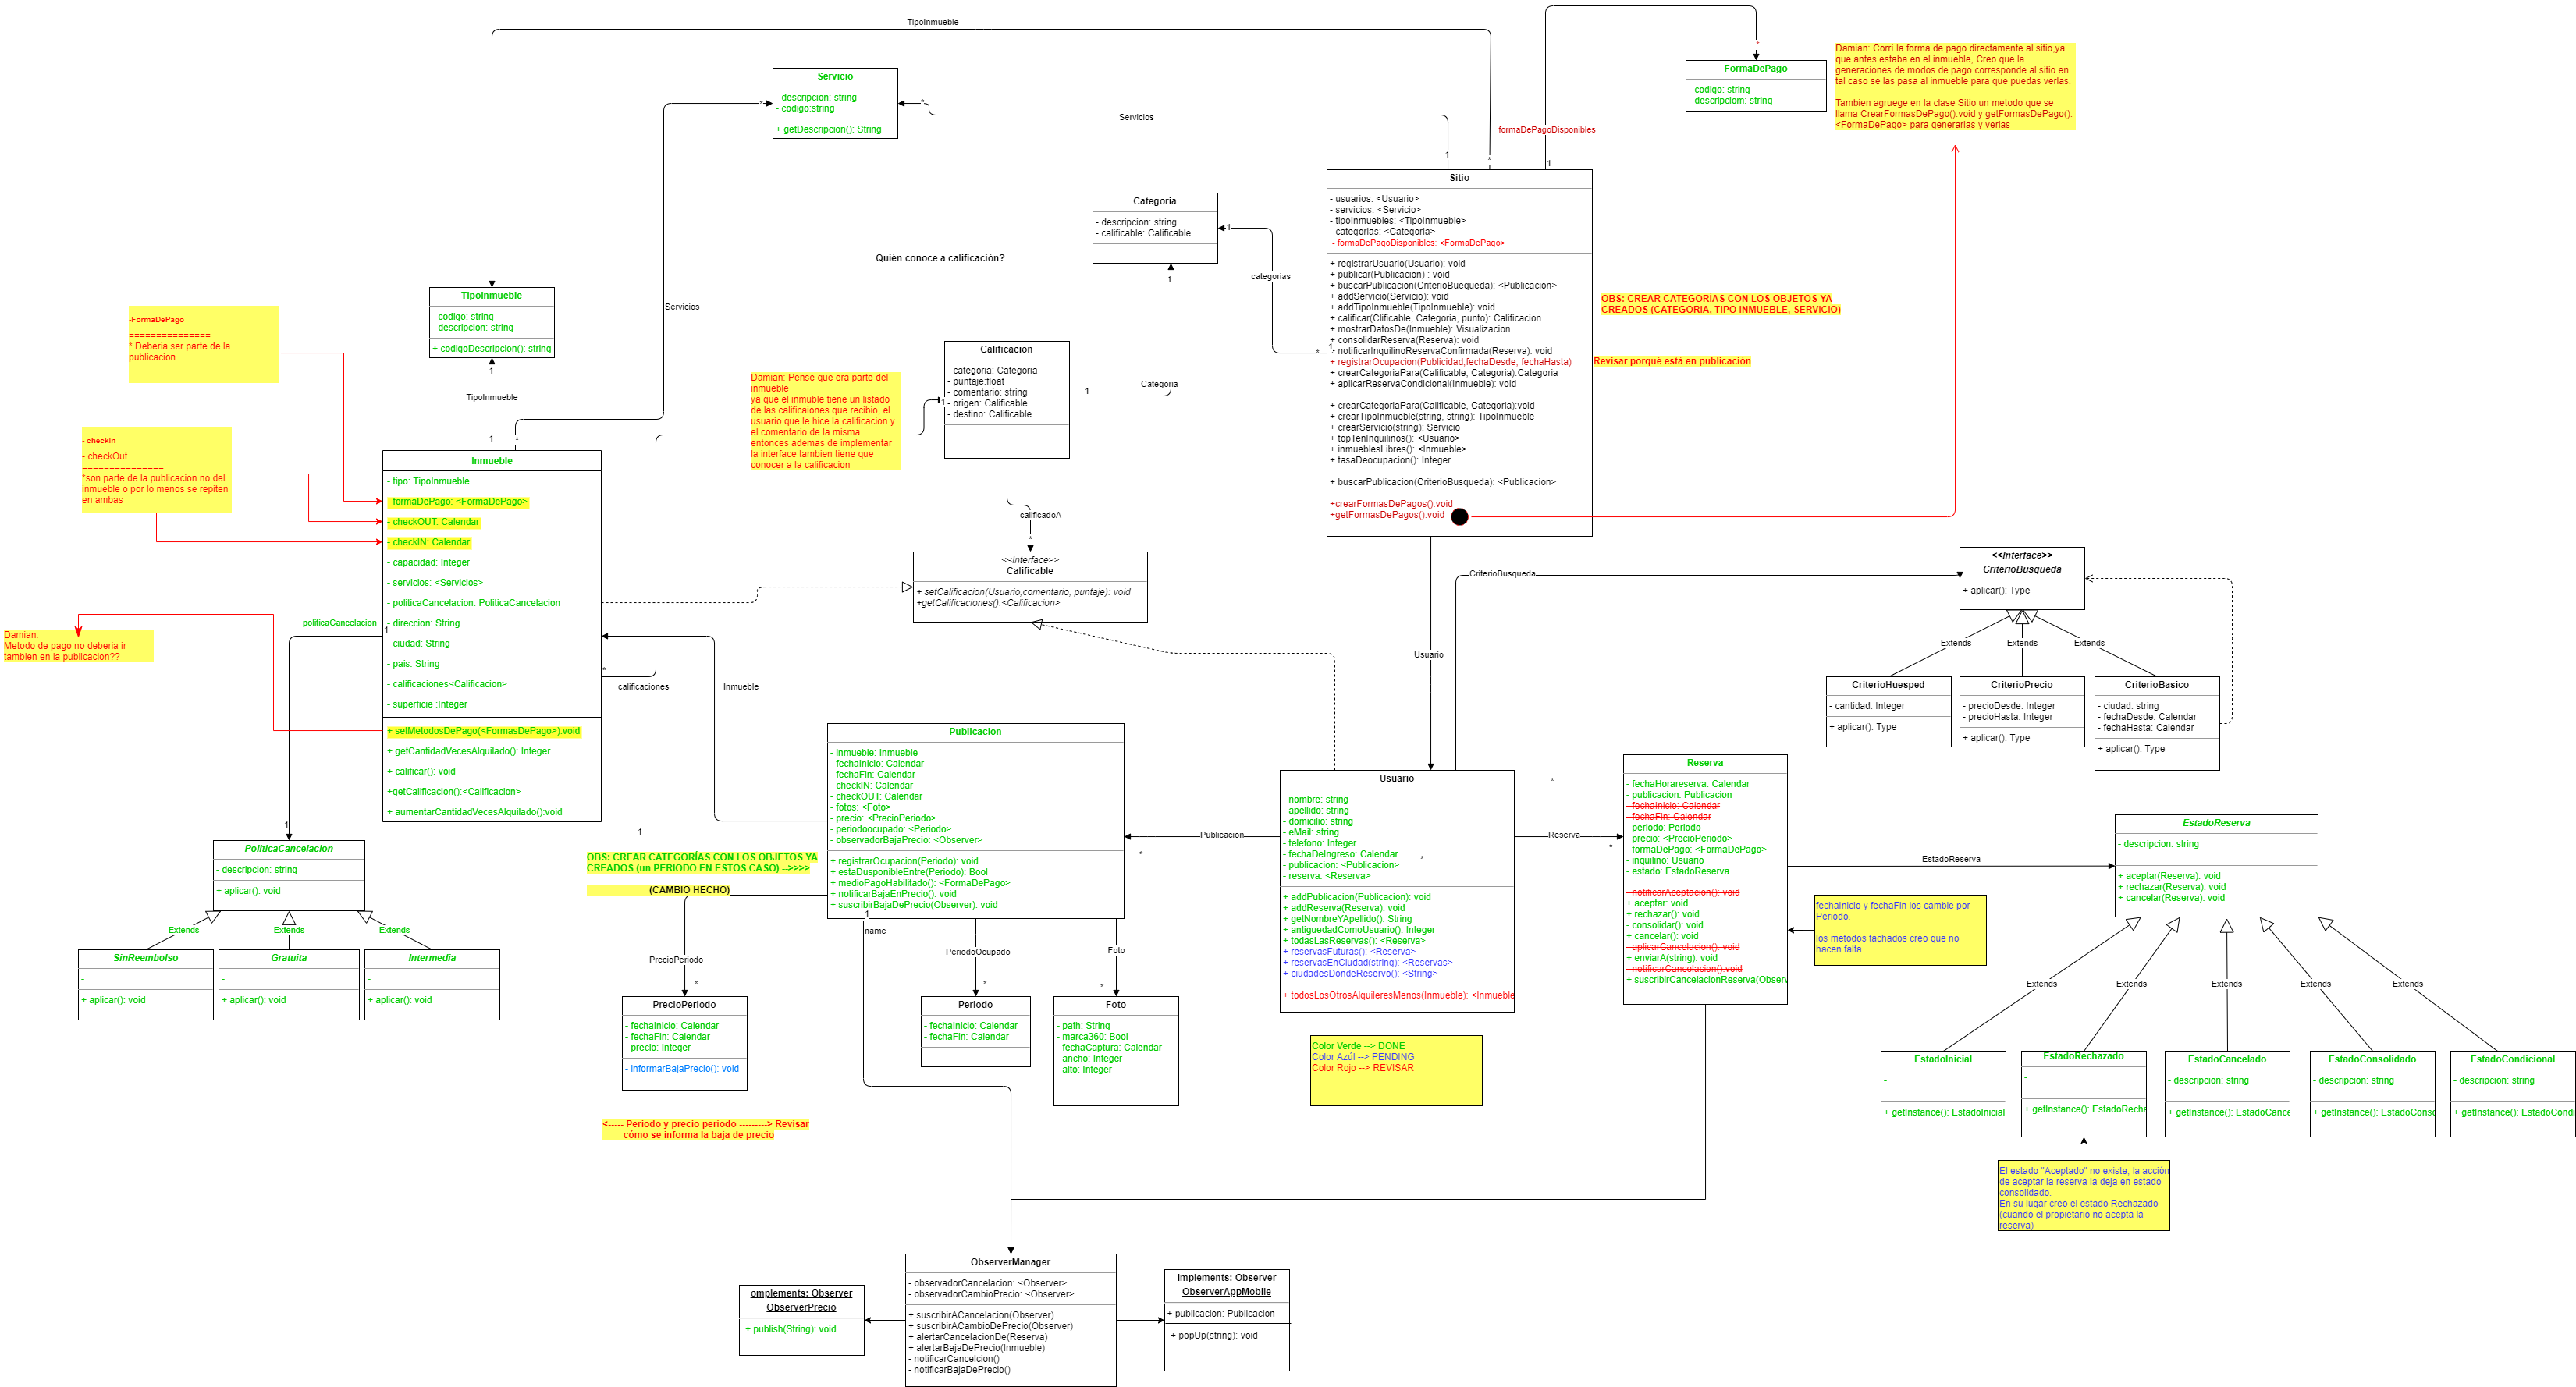 TipoInmueble
Servicio
- descripcion: string
- codigo:string
+ getDescripcion(): String
*
*
Servicios
1
*
formaDePagoDisponibles
1
*
FormaDePago
- codigo: string
- descripciom: string
Damian: Corrí la forma de pago directamente al sitio,ya
que antes estaba en el inmueble, Creo que la
generaciones de modos de pago corresponde al sitio en
tal caso se las pasa al inmueble para que puedas verlas.
Tambien agruege en la clase Sitio un metodo que se
llama CrearFormasDePago():void y getFormasDePago():
<FormaDePago> para generarlas y verlas
Sitio
- usuarios: <Usuario>
- servicios: <Servicio>
- tipoInmuebles: <TipoInmueble>
- categorias: <Categoria>
- formaDePagoDisponibles: <FormaDePago>
+ registrarUsuario(Usuario): void
+ publicar(Publicacion) : void
+ buscarPublicacion(CriterioBuequeda): <Publicacion>
+ addServicio(Servicio): void
+ addTipoInmueble(TipoInmueble): void
+ calificar(Clificable, Categoria, punto): Calificacion
+ mostrarDatosDe(Inmueble): Visualizacion
+ consolidarReserva(Reserva): void
- notificarInquilinoReservaConfirmada(Reserva): void
+ registrarOcupacion(Publicidad,fechaDesde, fechaHasta)
+ crearCategoriaPara(Calificable, Categoria):Categoria
+ aplicarReservaCondicional(Inmueble): void
+ crearCategoriaPara(Calificable, Categoria):void
+ crearTipoInmueble(string, string): TipoInmueble
+ crearServicio(string): Servicio
+ topTenInquilinos(): <Usuario>
+ inmueblesLibres(): <Inmueble>
+ tasaDeocupacion(): Integer
+ buscarPublicacion(CriterioBusqueda): <Publicacion>
+crearFormasDePagos():void
+getFormasDePagos():void
OBS: CREAR CATEGORÍAS CON LOS OBJETOS YA
CREADOS (CATEGORIA, TIPO INMUEBLE, SERVICIO)
Revisar porquê está en publicación
Categoria
- descripcion: string
- calificable: Calificable
1
categorias
*
1
1
Quién conoce a calificación?
Calificacion
- categoria: Categoria
- puntaje:float
- comentario: string
- origen: Calificable
- destino: Calificable
1
Categoria
1
calificadoA
*
Damian: Pense que era parte del
inmueble
ya que el inmuble tiene un listado
de las calificaiones que recibio, el
usuario que le hice la calificacion y
el comentario de la misma..
entonces ademas de implementar
la interface tambien tiene que
conocer a la calificacion
TipoInmueble
- codigo: string
- descripcion: string
+ codigoDescripcion(): string
1
TipoInmueble
1
*
Servicios
-FormaDePago
===============
* Debería ser parte de la
publicacion
- checkIn
- checkOut
===============
*son parte de la publicacion no del
inmueble o por lo menos se repiten
en ambas
Damian:
Metodo de pago no deberia ir
tambien en la publicacion??
Inmueble
- tipo: TipoInmueble
- formaDePago: <FormaDePago>
- checkOUT: Calendar
- checkIN: Calendar
- capacidad: Integer
- servicios: <Servicios>
- politicaCancelacion: PoliticaCancelacion
- direccion: String
- ciudad: String
- pais: String
- calificaciones<Calificacion>
- superficie :Integer
+ setMetodosDePago(<FormasDePago>):void
+ getCantidadVecesAlquilado(): Integer
+ calificar(): void
+getCalificacion():<Calificacion>
+ aumentarCantidadVecesAlquilado():void
politicaCancelacion
1
1
*
calificaciones
Inmueble
<<Interface>>
Calificable
+ setCalificacion(Usuario,comentario, puntaje): void
+getCalificaciones():<Calificacion>
Usuario
CriterioBusqueda
<<Interface>>
CriterioBusqueda
+ aplicar(): Type
Extends
Extends
Extends
CriterioHuesped
- cantidad: Integer
+ aplicar(): Type
CriterioPrecio
- precioDesde: Integer
- precioHasta: Integer
+ aplicar(): Type
CriterioBasico
- ciudad: string
- fechaDesde: Calendar
- fechaHasta: Calendar
+ aplicar(): Type
PoliticaCancelacion
- descripcion: string
+ aplicar(): void
Extends
Extends
Extends
SinReembolso
-
+ aplicar(): void
Gratuita
-
+ aplicar(): void
Intermedia
-
+ aplicar(): void
1
OBS: CREAR CATEGORÍAS CON LOS OBJETOS YA
CREADOS (un PERIODO EN ESTOS CASO) -->>>>
(CAMBIO HECHO)
Publicacion
- inmueble: Inmueble
- fechaInicio: Calendar
- fechaFin: Calendar
- checkIN: Calendar
- checkOUT: Calendar
- fotos: <Foto>
- precio: <PrecioPeriodo>
- periodoocupado: <Periodo>
- observadorBajaPrecio: <Observer>
+ registrarOcupacion(Periodo): void
+ estaDusponibleEntre(Periodo): Bool
+ medioPagoHabilitado(): <FormaDePago>
+ notificarBajaEnPrecio(): void
+ suscribirBajaDePrecio(Observer): void
1
name
Publicacion
*
Usuario
- nombre: string
- apellido: string
- domicilio: string
- eMail: string
- telefono: Integer
- fechaDeIngreso: Calendar
- publicacion: <Publicacion>
- reserva: <Reserva>
+ addPublicacion(Publicacion): void
+ addReserva(Reserva): void
+ getNombreYApellido(): String
+ antiguedadComoUsuario(): Integer
+ todasLasReservas(): <Reserva>
+ reservasFuturas(): <Reserva>
+ reservasEnCiudad(string): <Reservas>
+ ciudadesDondeReservo(): <String>
+ todosLosOtrosAlquileresMenos(Inmueble): <Inmueble
*
*
Reserva
*
Reserva
- fechaHorareserva: Calendar
- publicacion: Publicacion
- fechaInicio: Calendar
- fechaFin: Calendar
- periodo: Periodo
- precio: <PrecioPeriodo>
- formaDePago: <FormaDePago>
- inquilino: Usuario
- estado: EstadoReserva
- notificarAceptacion(): void
+ aceptar: void
+ rechazar(): void
- consolidar(): void
+ cancelar(): void
- aplicarCancelacion(): void
+ enviarA(string): void
- notificarCancelacion():void
+ suscribirCancelacionReserva(Obser
fechaInicio y fechaFin los cambie por
Periodo.
los metodos tachados creo que no
hacen falta
EstadoReserva
EstadoReserva
- descripcion: string
+ aceptar(Reserva): void
+ rechazar(Reserva): void
+ cancelar(Reserva): void
Extends
Extends
Extends
Extends
Extends
EstadoInicial
-
+ getInstance(): EstadoInicial
EstadoRechazado
-
+ getInstance(): EstadoRecha
EstadoCancelado
- descripcion: string
+ getInstance(): EstadoCance
EstadoConsolidado
- descripcion: string
+ getInstance(): EstadoConso
EstadoCondicional
- descripcion: string
+ getInstance(): EstadoCondi
El estado "Aceptado" no existe, la acción
de aceptar la reserva la deja en estado
consolidado.
En su lugar creo el estado Rechazado
(cuando el propietario no acepta la
reserva)
PrecioPeriodo
*
PeriodoOcupado
*
Foto
*
PrecioPeriodo
- fechaInicio: Calendar
- fechaFin: Calendar
- precio: Integer
- informarBajaPrecio(): void
Periodo
- fechaInicio: Calendar
- fechaFin: Calendar
Foto
- path: String
- marca360: Bool
- fechaCaptura: Calendar
- ancho: Integer
- alto: Integer
Color Verde --> DONE
Color Azúl --> PENDING
Color Rojo --> REVISAR
<----- Periodo y precio periodo ---------> Revisar
cómo se informa la baja de precio
ObserverManager
- observadorCancelacion: <Observer>
- observadorCambioPrecio: <Observer>
+ suscribirACancelacion(Observer)
+ suscribirACambioDePrecio(Observer)
+ alertarCancelacionDe(Reserva)
+ alertarBajaDePrecio(Inmueble)
- notificarCancelcion()
- notificarBajaDePrecio()
omplements: Observer
ObserverPrecio
+ publish(String): void
implements: Observer
ObserverAppMobile
+ publicacion: Publicacion
+ popUp(string): void